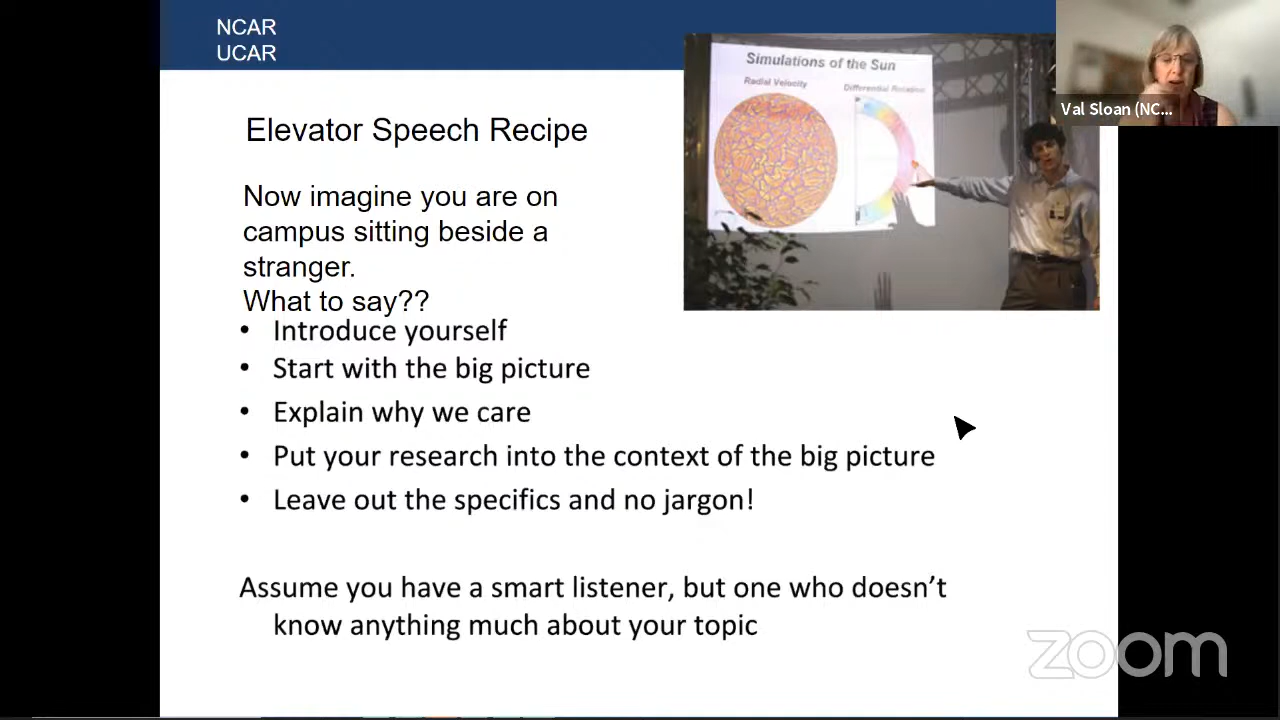 NCAR
UCAR
Simulations of the Sun
Radial Velocity
Differential Rotation
Val Sloan (NC...
Elevator Speech Recipe
Now imagine you are on
campus sitting beside a
stranger.
What to say??
• Introduce yourself
• Start with the big picture
• Explain why we care
• Put your research into the context of the big picture
• Leave out the specifics and no jargon!
Assume you have a smart listener, but one who doesn't
know anything much about your topic
zoom